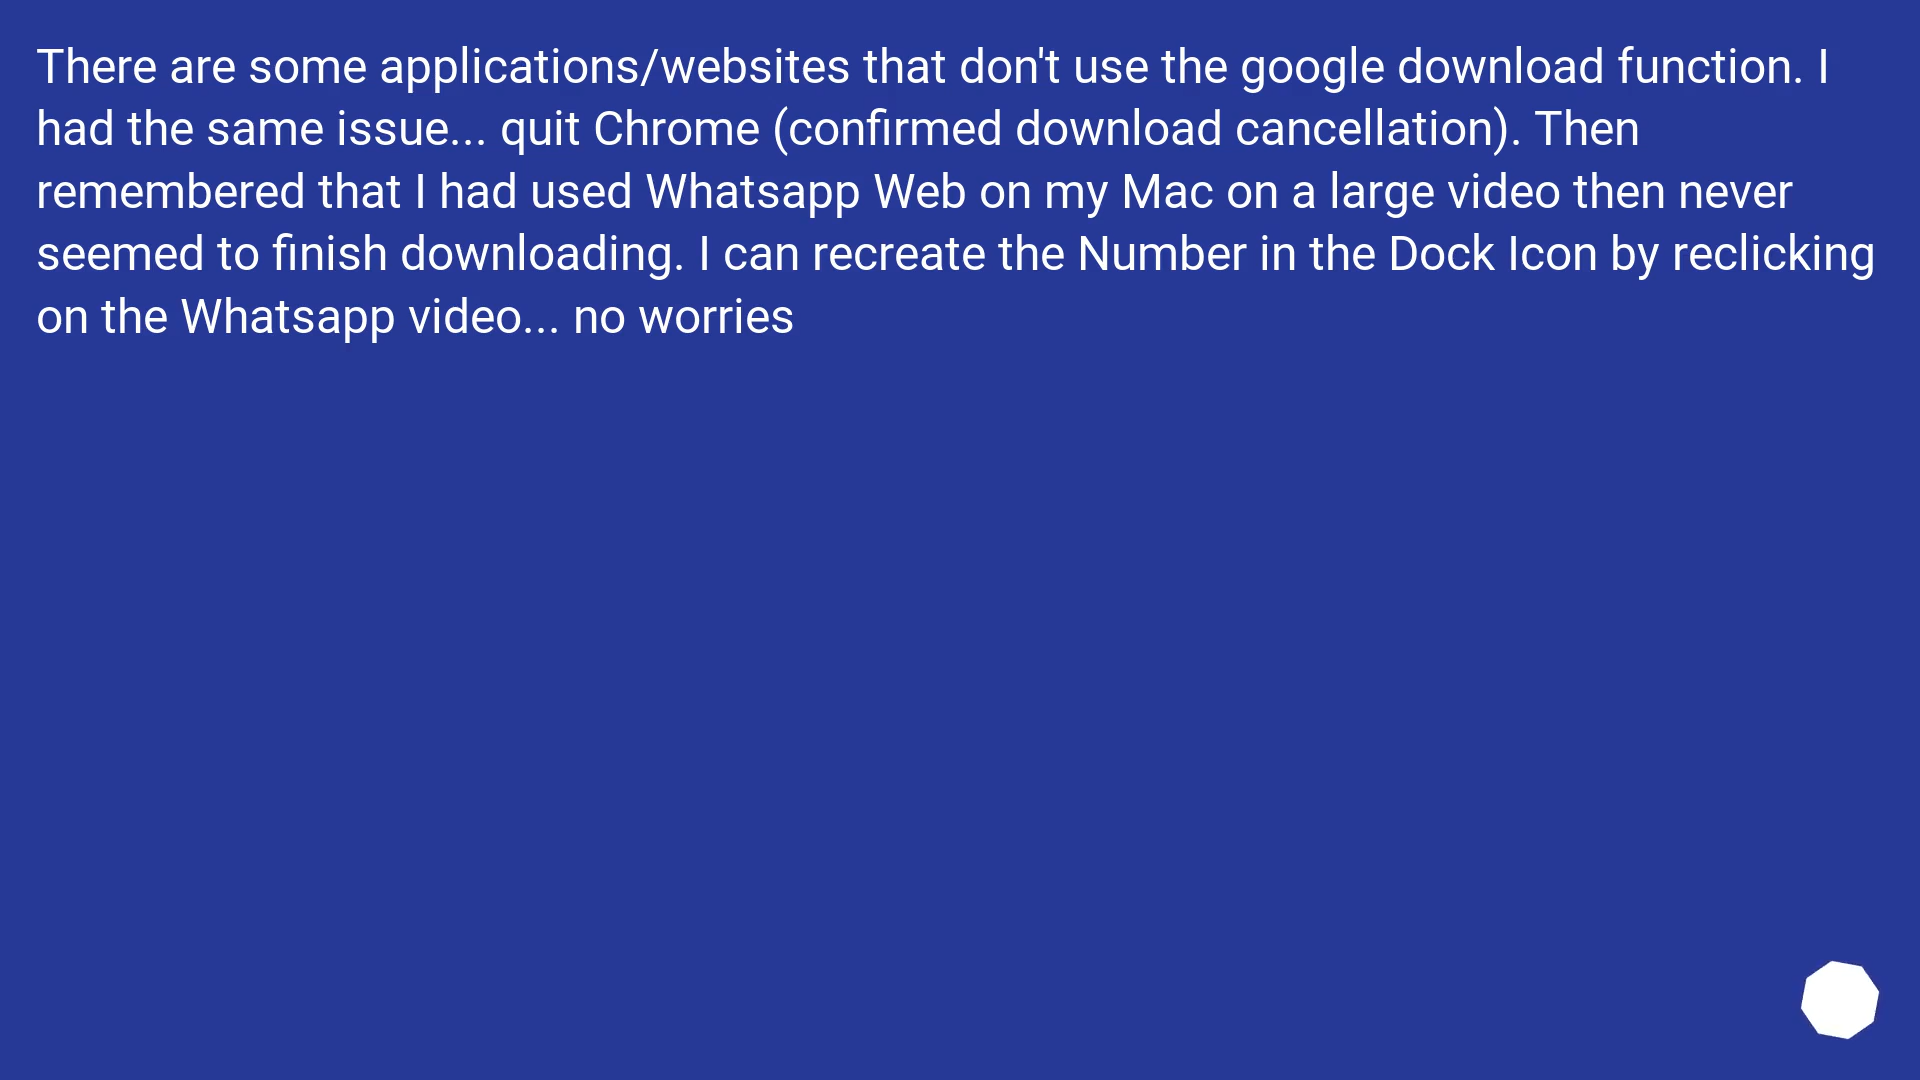 There are some applications/websites that don't use the google download function. I
had the same issue... quit Chrome (confirmed download cancellation). Then
remembered that I had used Whatsapp Web on my Mac on a large video then never
seemed to finish downloading. I can recreate the Number in the Dock Icon by reclicking
on the Whatsapp video... no worries